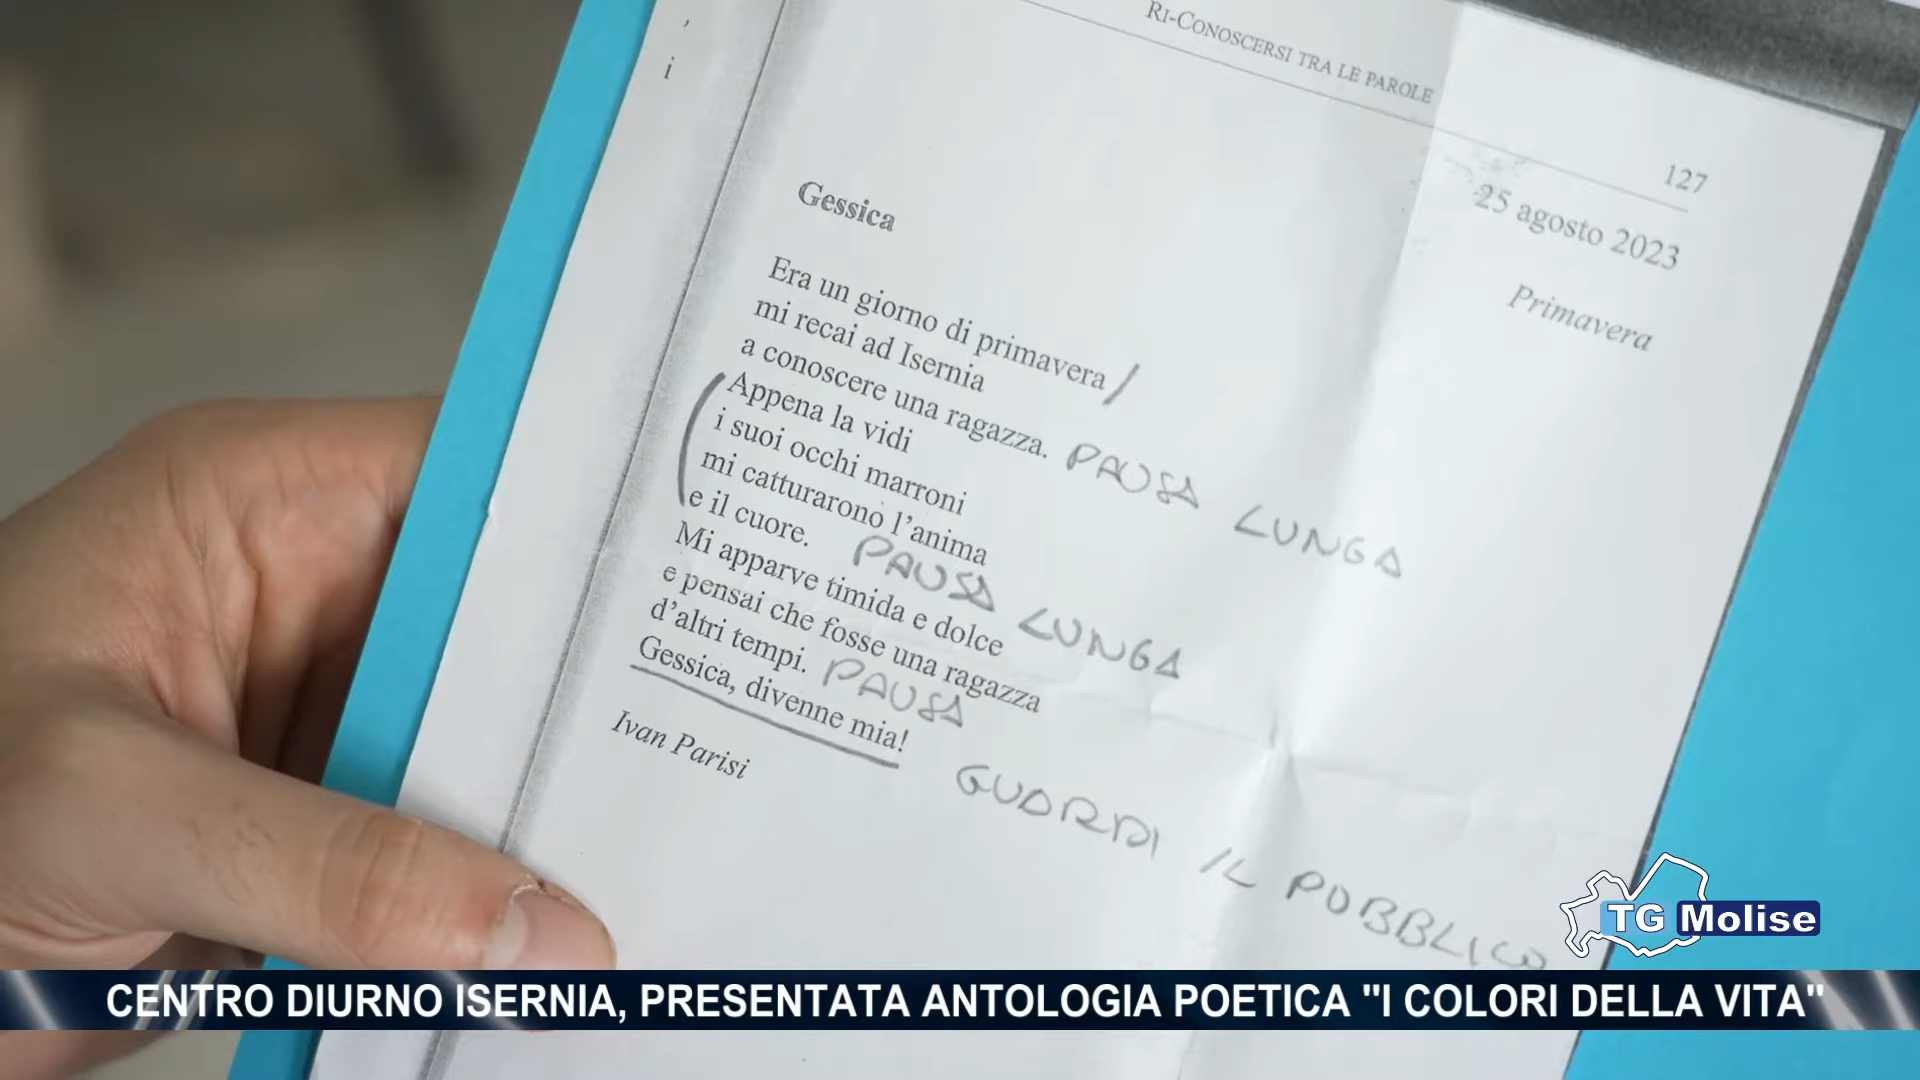 ,
i
RI-CONOSCERSI TRA LE PAROLE
127
25 agosto 2023
Primavera
Gessica
Era un giorno di primavera /
mi recai ad Isernia
a conoscere una ragazza. PAUSA LUNGA
(Appena la vidi
i suoi occhi marroni
mi catturarono l'anima
e il cuore. PAUSA LUNGA
Mi apparve timida e dolce
e pensai che fosse una ragazza
d'altri tempi. PAUSA
Gessica, divenne mia!
GUARDI IL PUBBLICO
Ivan Parisi
TG Molise
CENTRO DIURNO ISERNIA, PRESENTATA ANTOLOGIA POETICA "I COLORI DELLA VITA"